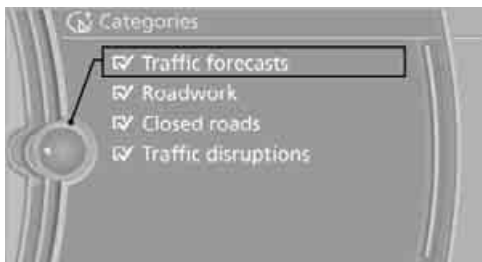 Categories
Traffic forecasts
Roadwork
Closed roads
Traffic disruptions